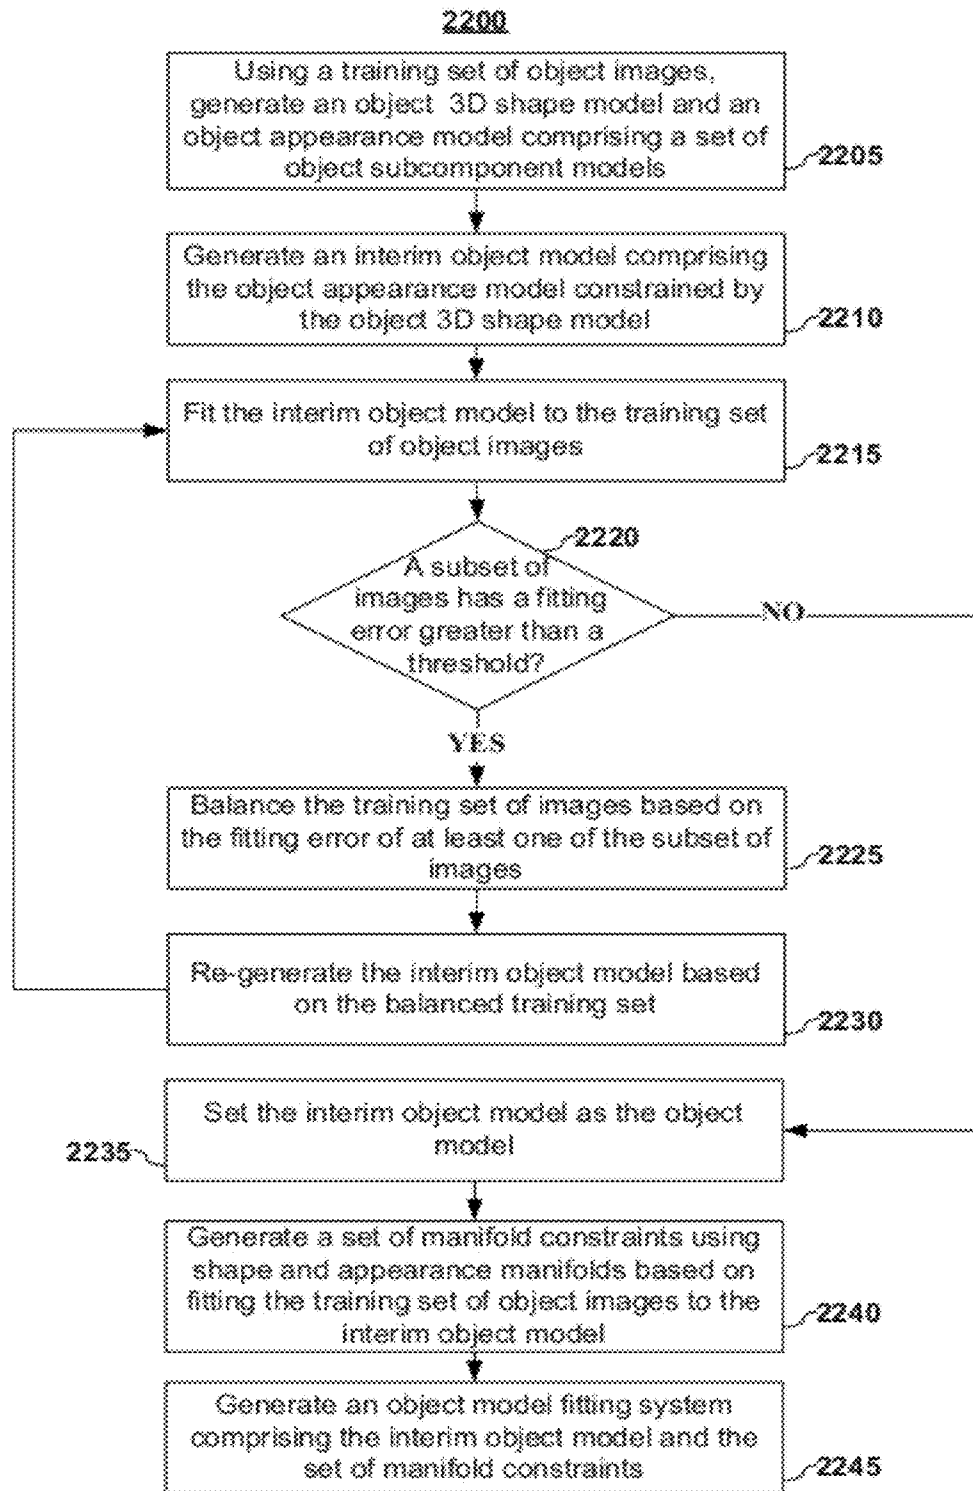 2200
Using a training set of object images,
generate an object 3D shape model and an
object appearance model comprising a set of
object subcomponent models
2205
Generate an interim object model comprising
the object appearance model constrained by
the object 3D shape model
2210
Fit the interim object model to the training set
of object images
2215
2220
A subset of
images has a fitting
error greater than a
threshold?
NO
YES
Balance the training set of images based on
the fitting error of at least one of the subset of
images
2225
Re-generate the interim object model based
on the balanced training set
2230
Set the interim object model as the object
model
2235
Generate a set of manifold constraints using
shape and appearance manifolds based on
fitting the training set of object images to the
interim object model
2240
Generate an object model fitting system
comprising the interim object model and the
set of manifold constraints
2245